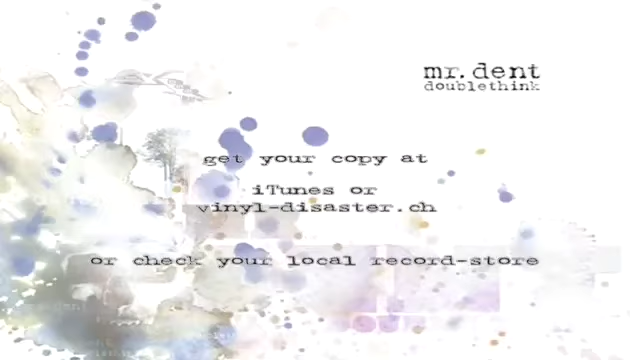 mr.dent
doublethink
get your copy at
iTunes or
vinyl-disaster.ch
or check your local record-store